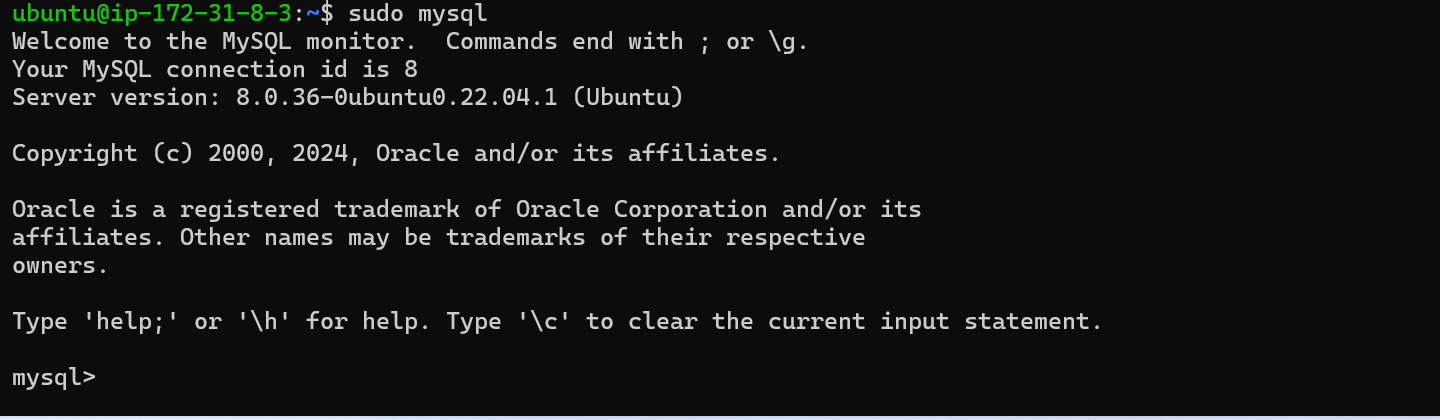 ubuntu@ip-172-31-8-3:~$ sudo mysql
Welcome to the MySQL monitor.  Commands end with ; or \g.
Your MySQL connection id is 8
Server version: 8.0.36-0ubuntu0.22.04.1 (Ubuntu)
Copyright (c) 2000, 2024, Oracle and/or its affiliates.
Oracle is a registered trademark of Oracle Corporation and/or its
affiliates. Other names may be trademarks of their respective
owners.
Type 'help;' or '\h' for help. Type '\c' to clear the current input statement.
mysql>